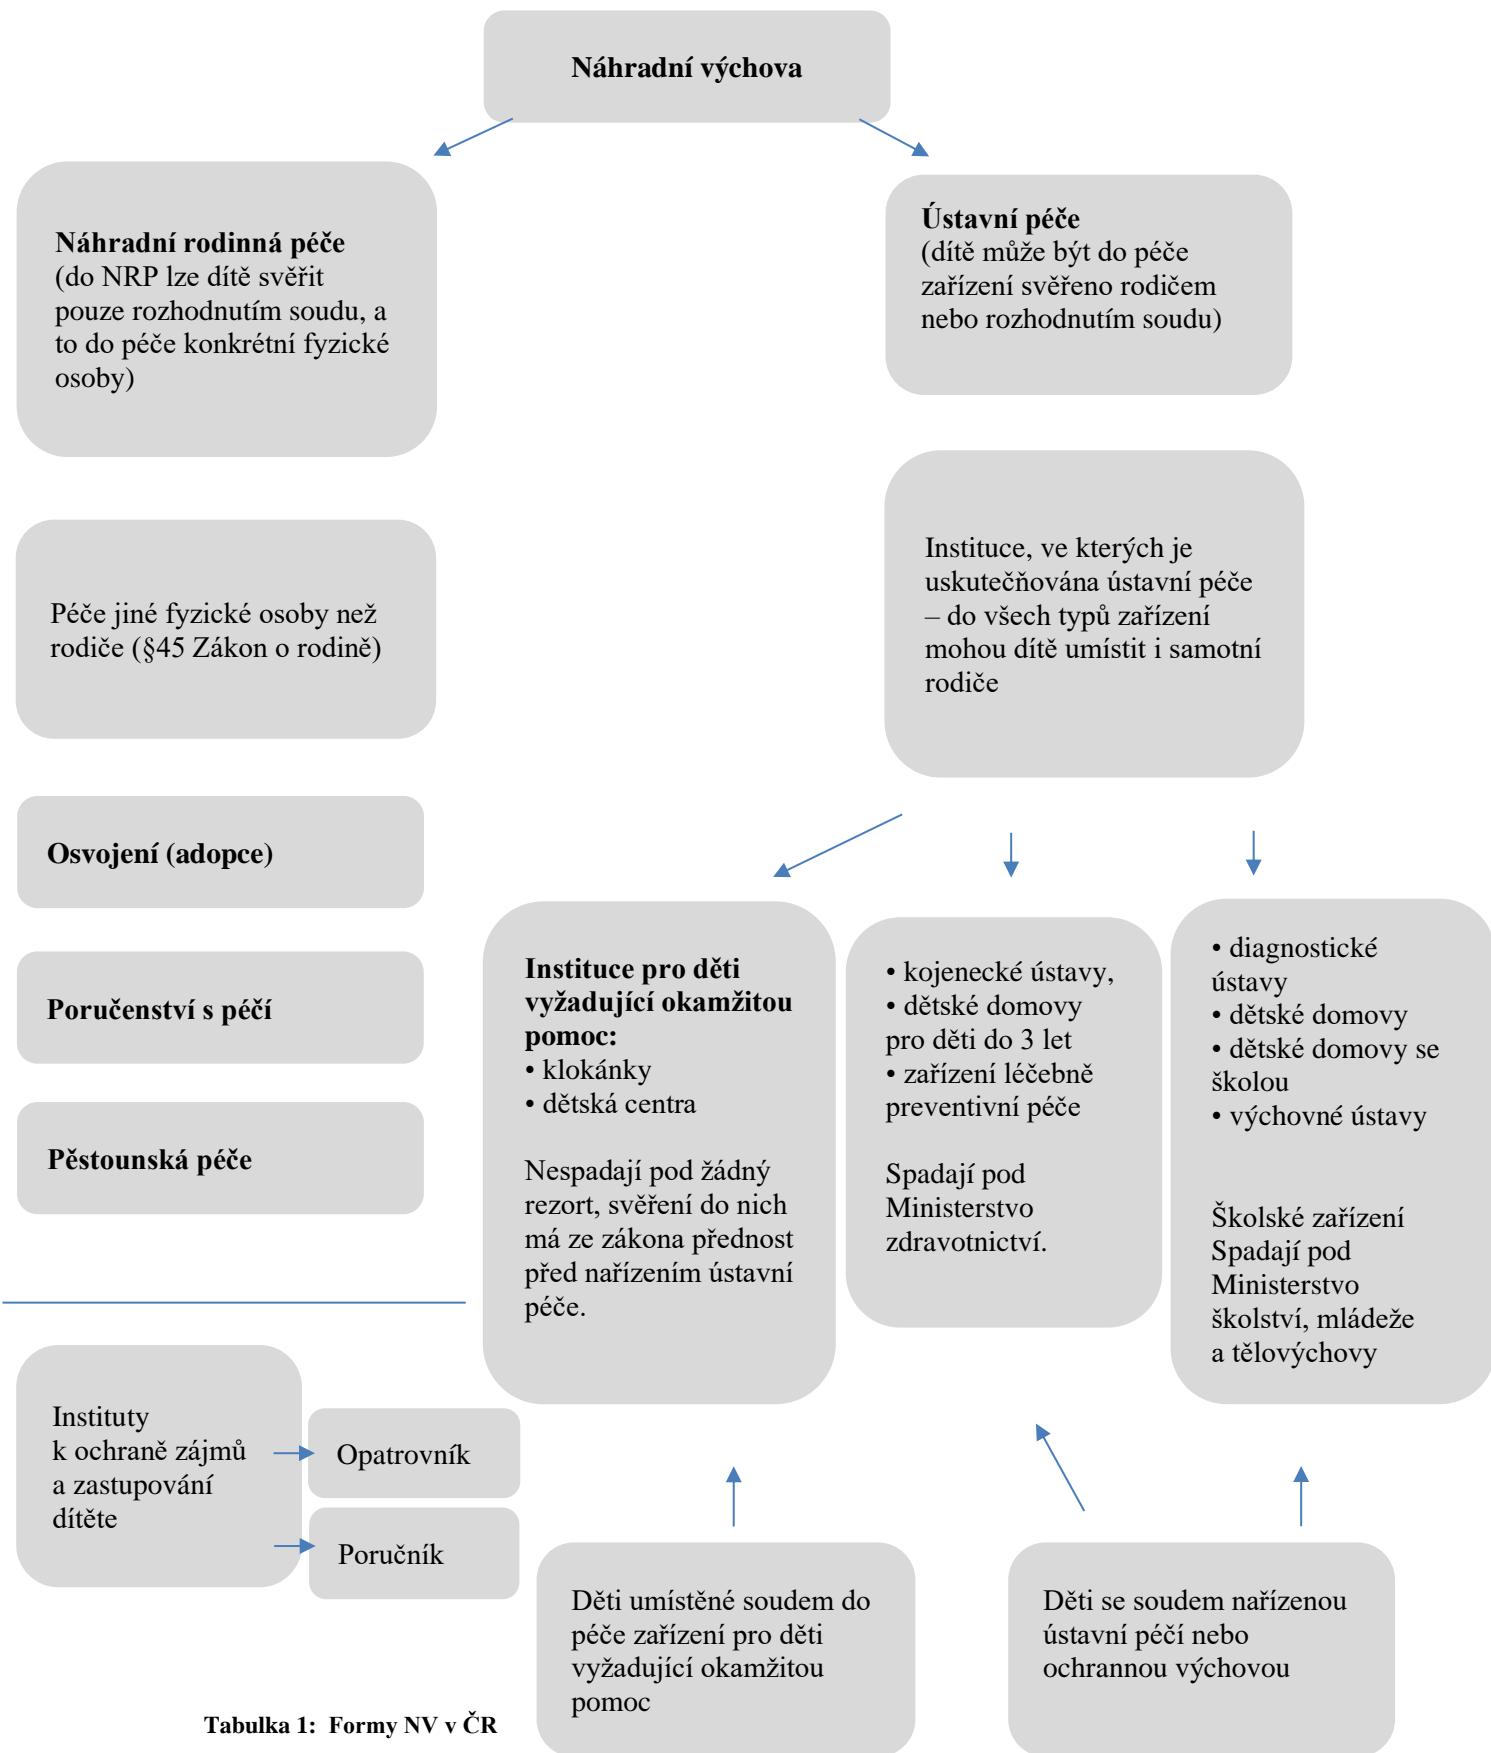 Náhradní výchova
Náhradní rodinná péče
(do NRP lze dítě svěřit
pouze rozhodnutím soudu, a
to do péče konkrétní fyzické
osoby)
Ústavní péče
(dítě může být do péče
zařízení svěřeno rodičem
nebo rozhodnutím soudu)
Péče jiné fyzické osoby než
rodiče (§45 Zákon o rodině)
Instituce, ve kterých je
uskutečňována ústavní péče
– do všech typů zařízení
mohou dítě umístit i samotní
rodiče
Osvojení (adopce)
Poručenství s péčí
Pěstounská péče
Instituce pro děti
vyžadující okamžitou
pomoc:
• klokánky
• dětská centra
Nespadají pod žádný
rezort, svěření do nich
má ze zákona přednost
před nařízením ústavní
péče.
• kojenecké ústavy,
• dětské domovy
pro děti do 3 let
• zařízení léčebně
preventivní péče
Spadají pod
Ministerstvo
zdravotnictví.
• diagnostické
ústavy
• dětské domovy
• dětské domovy se
školou
• výchovné ústavy
Školské zařízení
Spadají pod
Ministerstvo
školství, mládeže
a tělovýchovy
Instituty
k ochraně zájmů
a zastupování
dítěte
Opatrovník
Poručník
Děti umístěné soudem do
péče zařízení pro děti
vyžadující okamžitou
pomoc
Děti se soudem nařízenou
ústavní péčí nebo
ochrannou výchovou
Tabulka 1: Formy NV v ČR